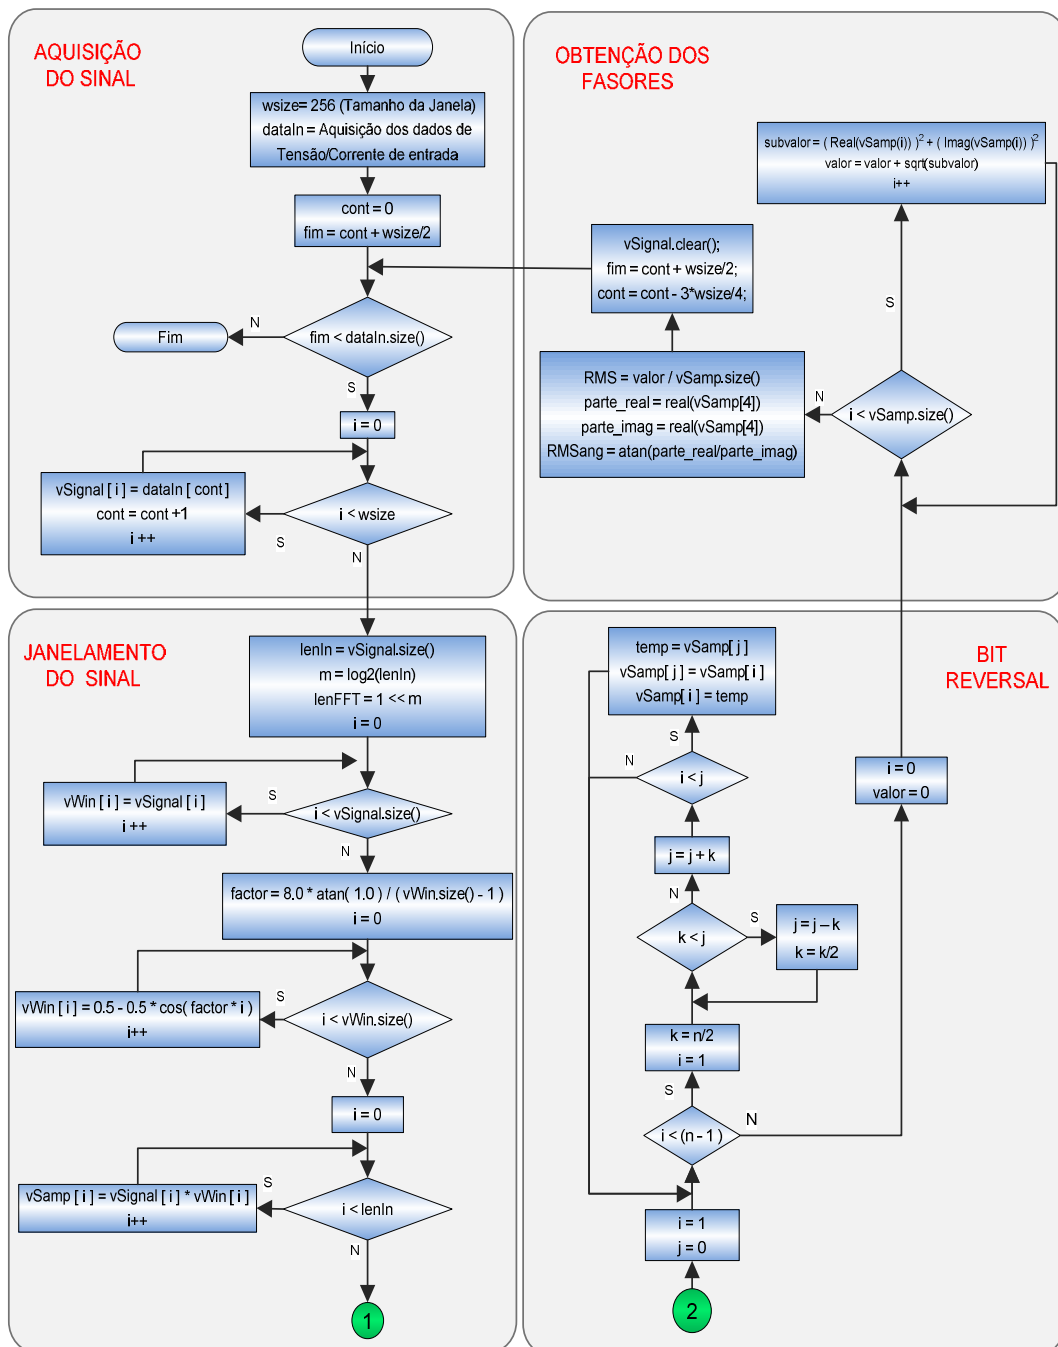 AQUISIÇÃO
DO SINAL
Início
wsize= 256 (Tamanho da Janela)
dataIn = Aquisição dos dados de
Tensão/Corrente de entrada
cont = 0
fim = cont + wsize/2
fim < dataIn.size()
N
Fim
S
i = 0
i < wsize
S
vSignal [ i ] = dataIn [ cont]
cont = cont +1
i ++
N
JANELAMENTO
DO SINAL
lenIn = vSignal.size()
m = log2(lenIn)
lenFFT = 1 << m
i = 0
i < vSignal.size()
S
vWin [ i ] = vSignal [ i ]
i ++
N
factor = 8.0 * atan( 1.0 ) / ( vWin.size() - 1 )
i = 0
i < vWin.size()
S
vWin [ i ] = 0.5 - 0.5 * cos( factor * i )
i++
N
i = 0
i < lenIn
S
vSamp [ i ] = vSignal [ i ] * vWin [ i ]
i++
N
1
OBTENÇÃO DOS
FASORES
subvalor = ( Real(vSamp(i)) )² + ( Imag(vSamp(i)) )²
valor = valor + sqrt(subvalor)
i++
vSignal.clear();
fim = cont + wsize/2;
cont = cont - 3*wsize/4;
S
RMS = valor / vSamp.size()
parte_real = real(vSamp[4])
parte_imag = real(vSamp[4])
RMSang = atan(parte_real/parte_imag)
N
i < vSamp.size()
BIT
REVERSAL
temp = vSamp[ j ]
vSamp[ j ] = vSamp[ i ]
vSamp[ i ] = temp
S
N
i < j
i = 0
valor = 0
j = j + k
N
k < j
S
j = j – k
k = k/2
k = n/2
i = 1
S
i < (n - 1 )
N
i = 1
j = 0
2